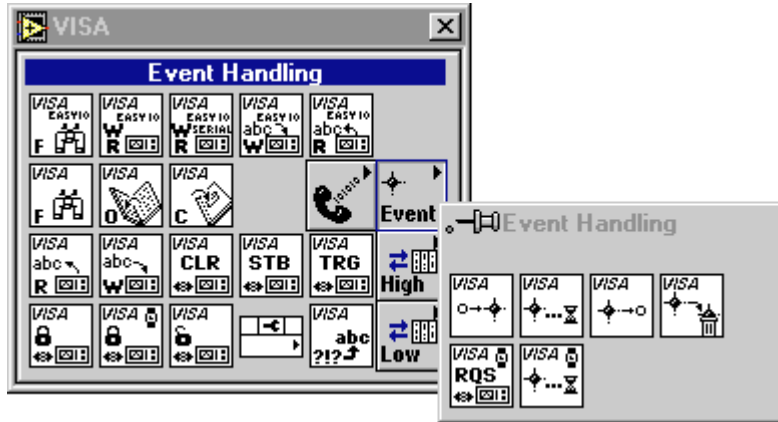 VISA
Event Handling
VISA EASY IO F
VISA EASY IO W R
VISA EASY IO W SERIAL R
VISA EASY IO abc W
VISA EASY IO abc R
VISA F
VISA O
VISA C
Event
Event Handling
VISA abc R
VISA abc W
VISA CLR
VISA STB
VISA TRG
High
VISA
VISA
VISA
VISA
VISA
VISA
VISA
VISA abc ?!?
Low
VISA RQS
VISA